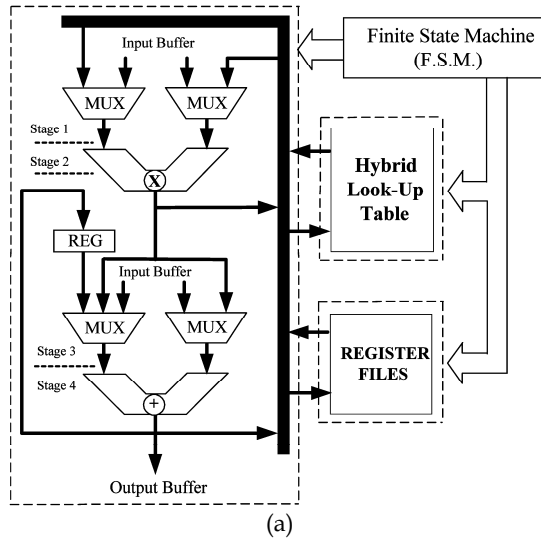 Input Buffer
Finite State Machine
(F.S.M.)
MUX
MUX
Stage 1
Stage 2
X
Hybrid
Look-Up
Table
REG
Input Buffer
MUX
MUX
Stage 3
Stage 4
REGISTER
FILES
+
Output Buffer
(a)